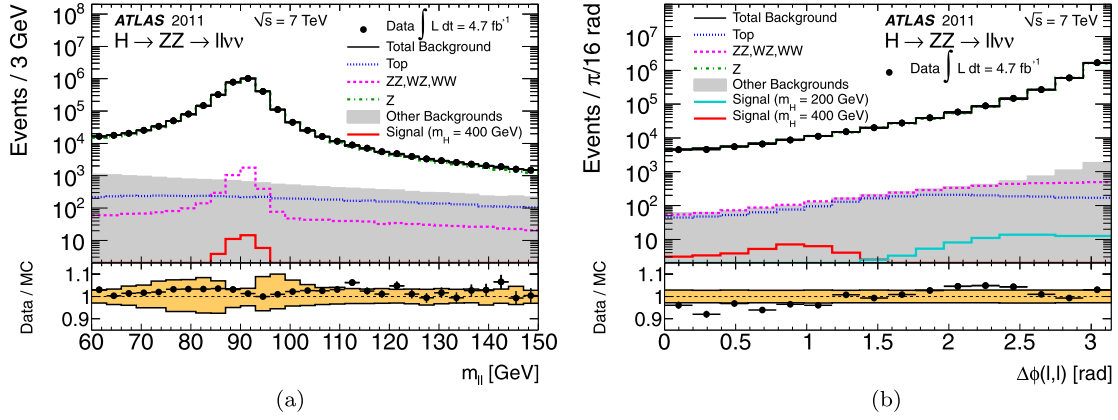 Events / 3 GeV
10⁸
10⁷
10⁶
10⁵
10⁴
10³
10²
10
ATLAS 2011
√s = 7 TeV
H → ZZ → llνν
Data ∫ L dt = 4.7 fb⁻¹
Total Background
Top
ZZ,WZ,WW
Z
Other Backgrounds
Signal (m_H = 400 GeV)
Data / MC
1.1
1
0.9
60 70 80 90 100 110 120 130 140 150
m_ll [GeV]
(a)
Events / π/16 rad
10⁸
10⁷
10⁶
10⁵
10⁴
10³
10²
10
Total Background
Top
ZZ,WZ,WW
Z
Other Backgrounds
Signal (m_H = 200 GeV)
Signal (m_H = 400 GeV)
ATLAS 2011
√s = 7 TeV
H → ZZ → llνν
Data ∫ L dt = 4.7 fb⁻¹
Data / MC
1.1
1
0.9
0 0.5 1 1.5 2 2.5 3
Δϕ(l,l) [rad]
(b)